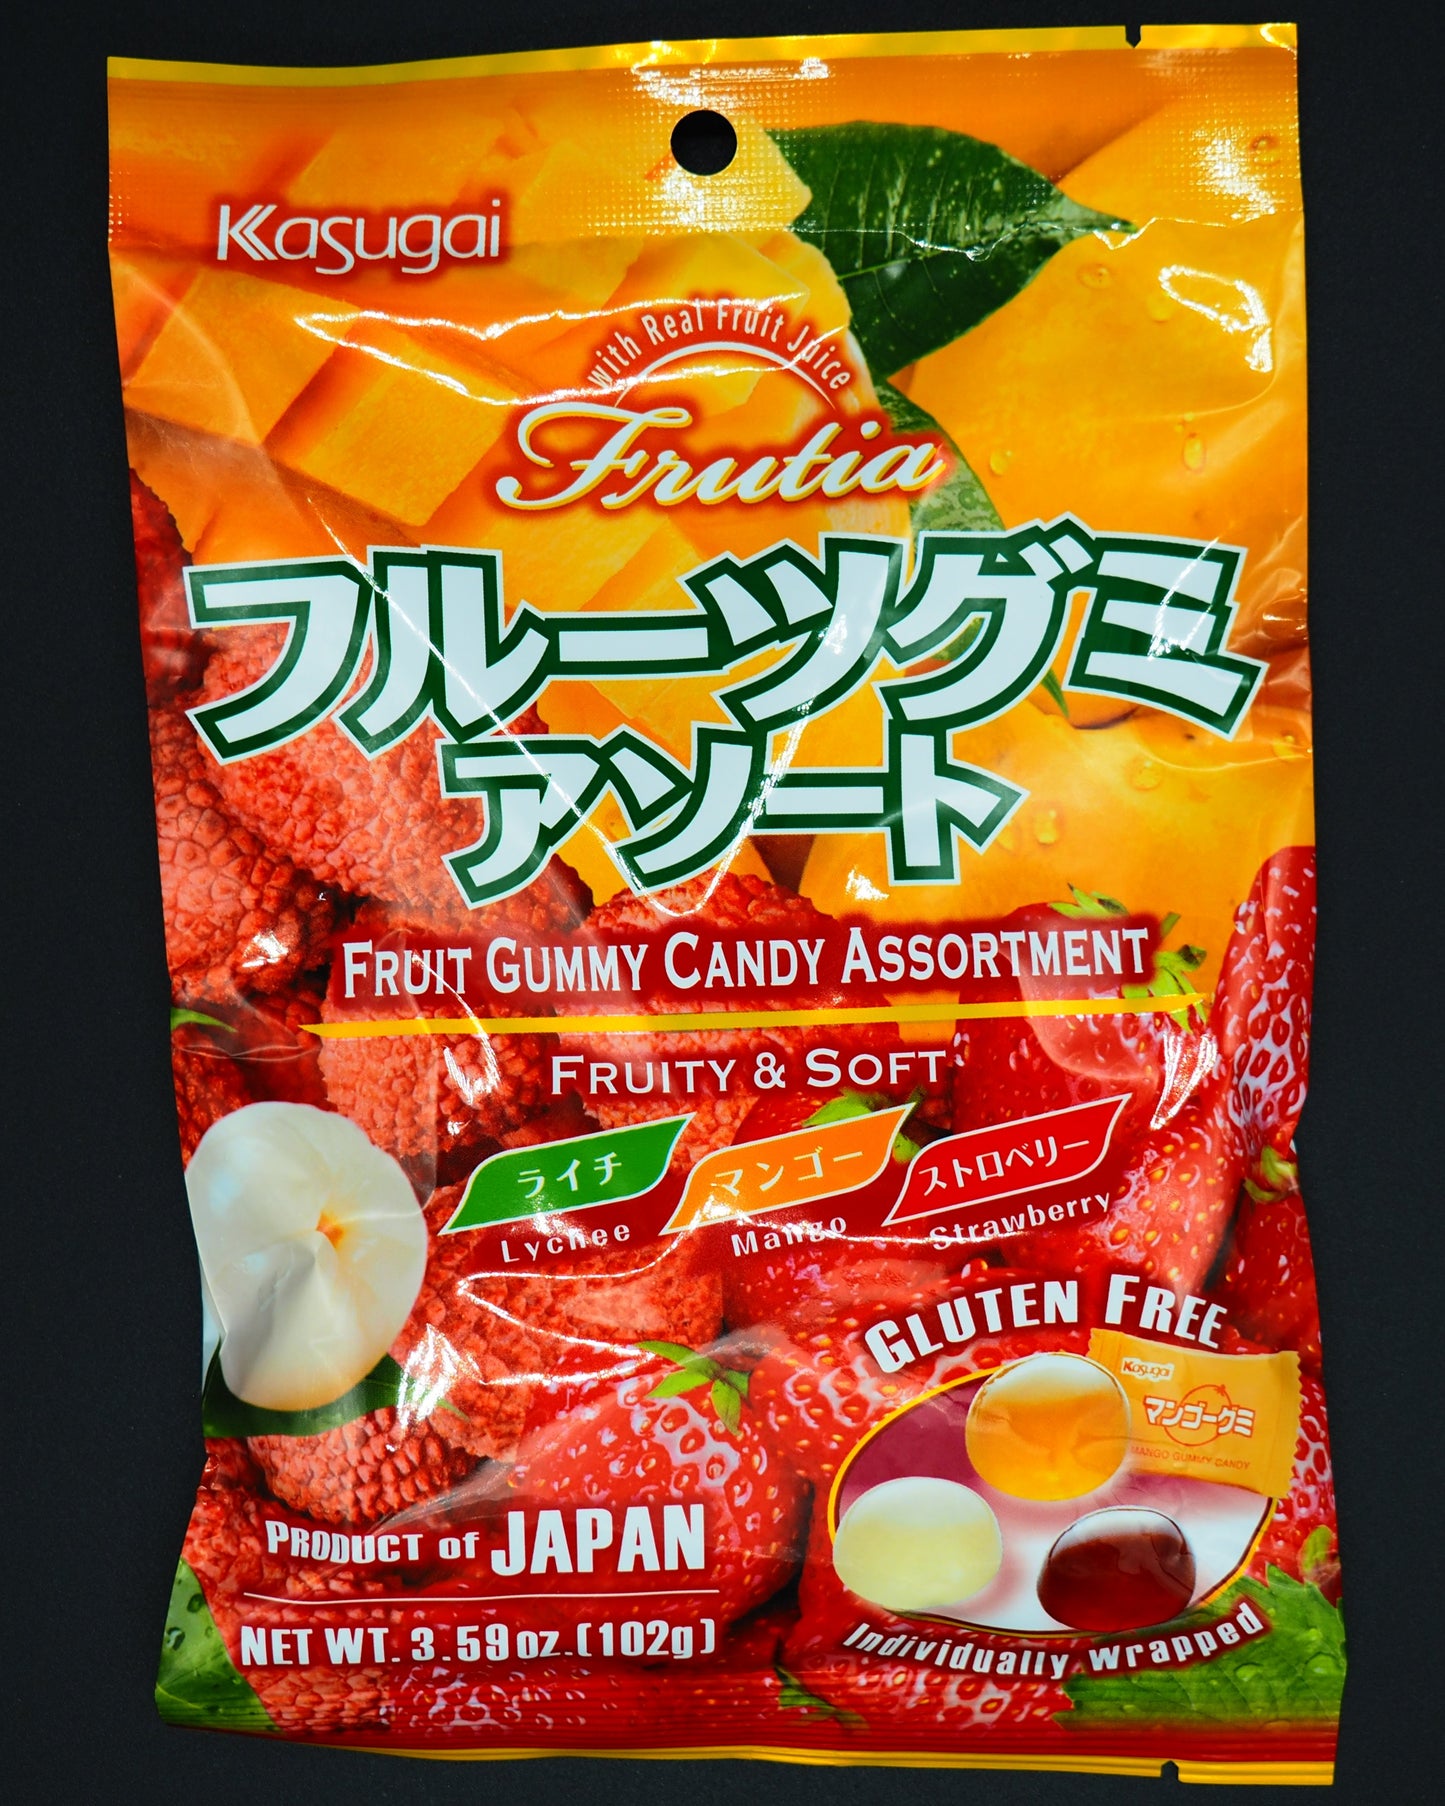 Kasugai
with Real Fruit Juice
Frutia
フルーツグミ
アソート
FRUIT GUMMY CANDY ASSORTMENT
FRUITY & SOFT
ライチ マンゴー ストロベリー
Lychee Mango Strawberry
GLUTEN FREE
Kasugai
マンゴーグミ
MANGO GUMMY CANDY
PRODUCT of JAPAN
NET WT. 3.59 oz. (102g)
Individually Wrapped